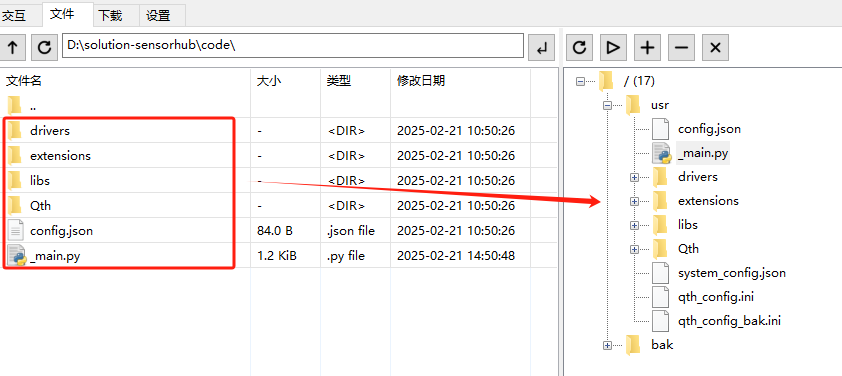 交互 文件 下载 设置
D:\solution-sensorhub\code\
文件名 大小 类型 修改日期
..
drivers - <DIR> 2025-02-21 10:50:26
extensions - <DIR> 2025-02-21 10:50:26
libs - <DIR> 2025-02-21 10:50:26
Qth - <DIR> 2025-02-21 10:50:26
config.json 84.0 B .json file 2025-02-21 10:50:26
_main.py 1.2 KiB .py file 2025-02-21 14:50:48
/ (17)
usr
config.json
_main.py
drivers
extensions
libs
Qth
system_config.json
qth_config.ini
qth_config_bak.ini
bak